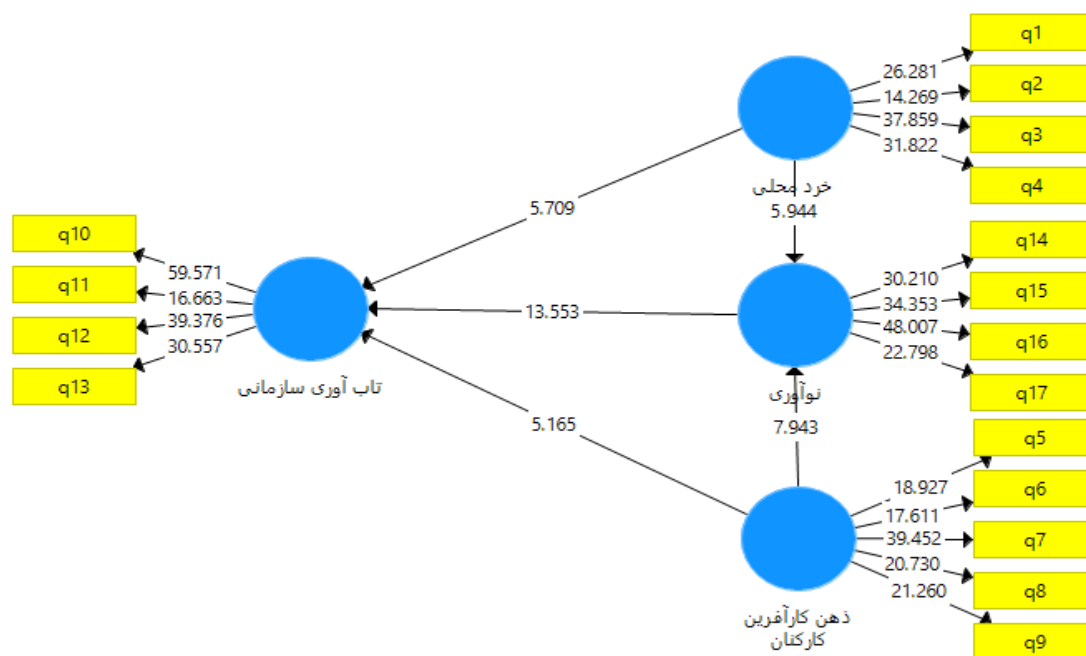 q1
26.281
q2
14.269
37.859
q3
31.822
q4
خرد محلی
5.944
5.709
q10
59.571
q11
16.663
39.376
q12
30.557
q13
تاب آوری سازمانی
13.553
q14
30.210
q15
34.353
48.007
q16
22.798
q17
نوآوری
7.943
5.165
q5
18.927
q6
17.611
39.452
q7
20.730
q8
21.260
q9
ذهن کارآفرین
کارکنان